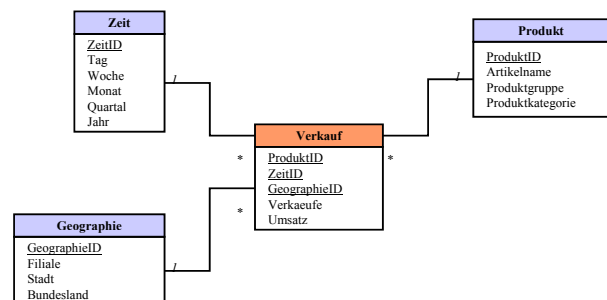 Zeit
ZeitID
Tag
Woche
Monat
Quartal
Jahr
1
Produkt
ProduktID
Artikelname
Produktgruppe
Produktkategorie
1
Verkauf
ProduktID
ZeitID
GeographieID
Verkaeufe
Umsatz
*
*
*
Geographie
GeographieID
Filiale
Stadt
Bundesland
1